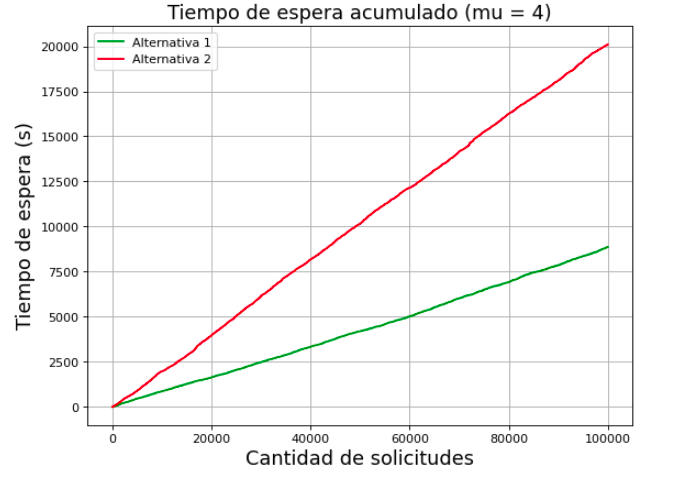 Tiempo de espera acumulado (mu = 4)
Alternativa 1
Alternativa 2
Tiempo de espera (s)
20000
17500
15000
12500
10000
7500
5000
2500
0
0 20000 40000 60000 80000 100000
Cantidad de solicitudes